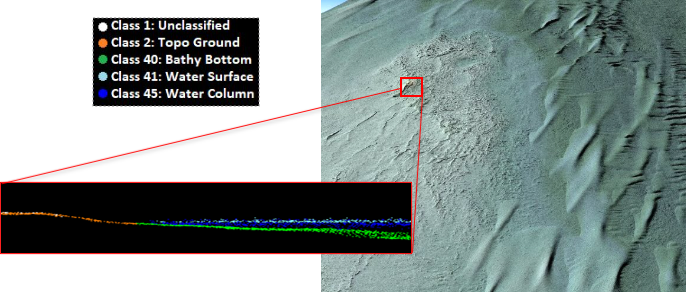 Class 1: Unclassified
Class 2: Topo Ground
Class 40: Bathy Bottom
Class 41: Water Surface
Class 45: Water Column